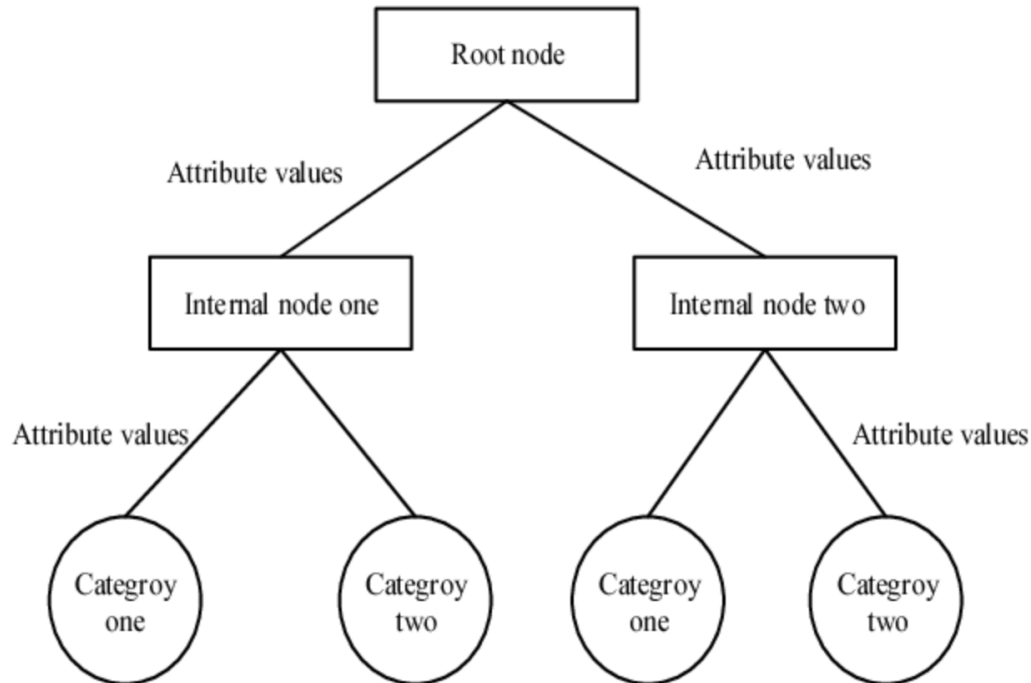 Root node
Attribute values
Attribute values
Internal node one
Internal node two
Attribute values
Attribute values
Categroy
one
Categroy
two
Categroy
one
Categroy
two